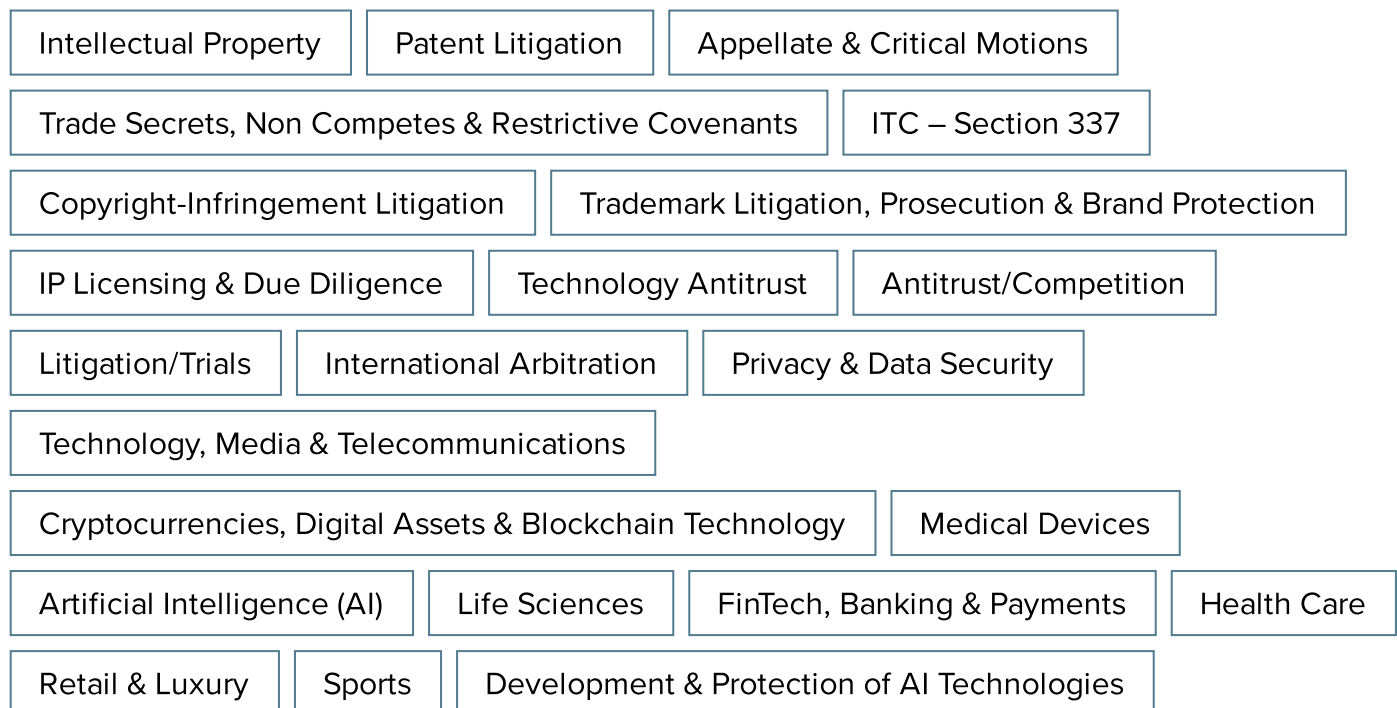 Intellectual Property Patent Litigation Appellate & Critical Motions
Trade Secrets, Non Competes & Restrictive Covenants ITC – Section 337
Copyright-Infringement Litigation Trademark Litigation, Prosecution & Brand Protection
IP Licensing & Due Diligence Technology Antitrust Antitrust/Competition
Litigation/Trials International Arbitration Privacy & Data Security
Technology, Media & Telecommunications
Cryptocurrencies, Digital Assets & Blockchain Technology Medical Devices
Artificial Intelligence (AI) Life Sciences FinTech, Banking & Payments Health Care
Retail & Luxury Sports Development & Protection of AI Technologies